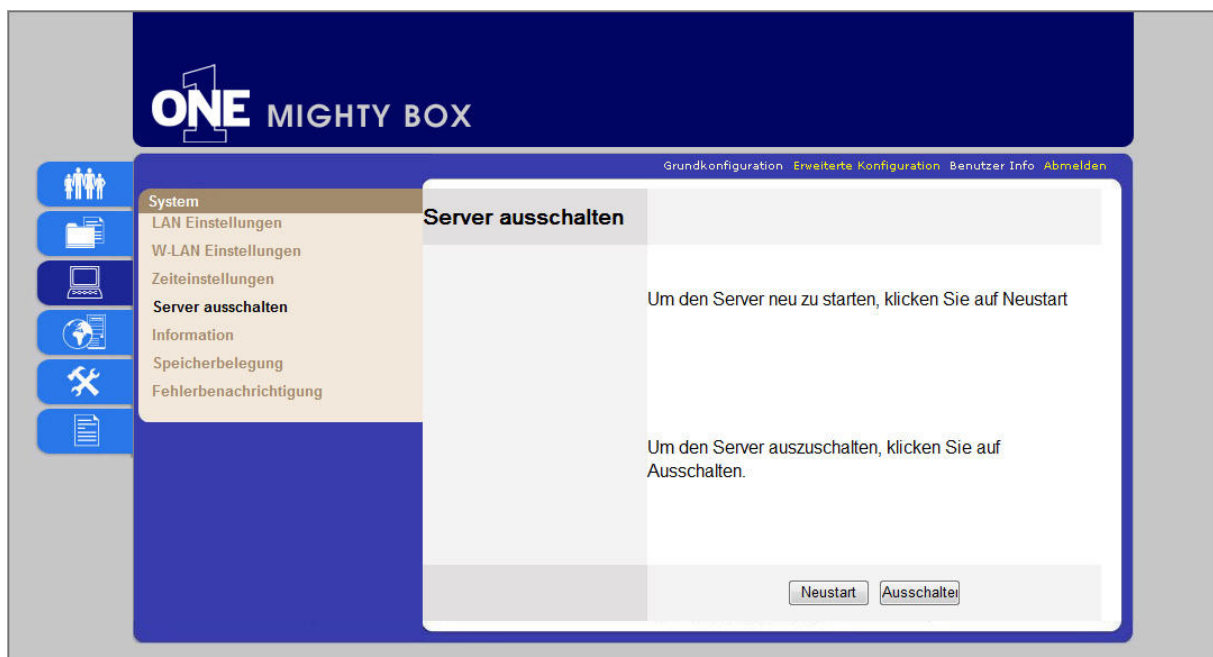 ONE 1 MIGHTY BOX
Grundkonfiguration Erweiterte Konfiguration Benutzer Info Abmelden
System
LAN Einstellungen
W-LAN Einstellungen
Zeiteinstellungen
Server ausschalten
Information
Speicherbelegung
Fehlerbenachrichtigung
Server ausschalten
Um den Server neu zu starten, klicken Sie auf Neustart
Um den Server auszuschalten, klicken Sie auf
Ausschalten.
Neustart Ausschalter